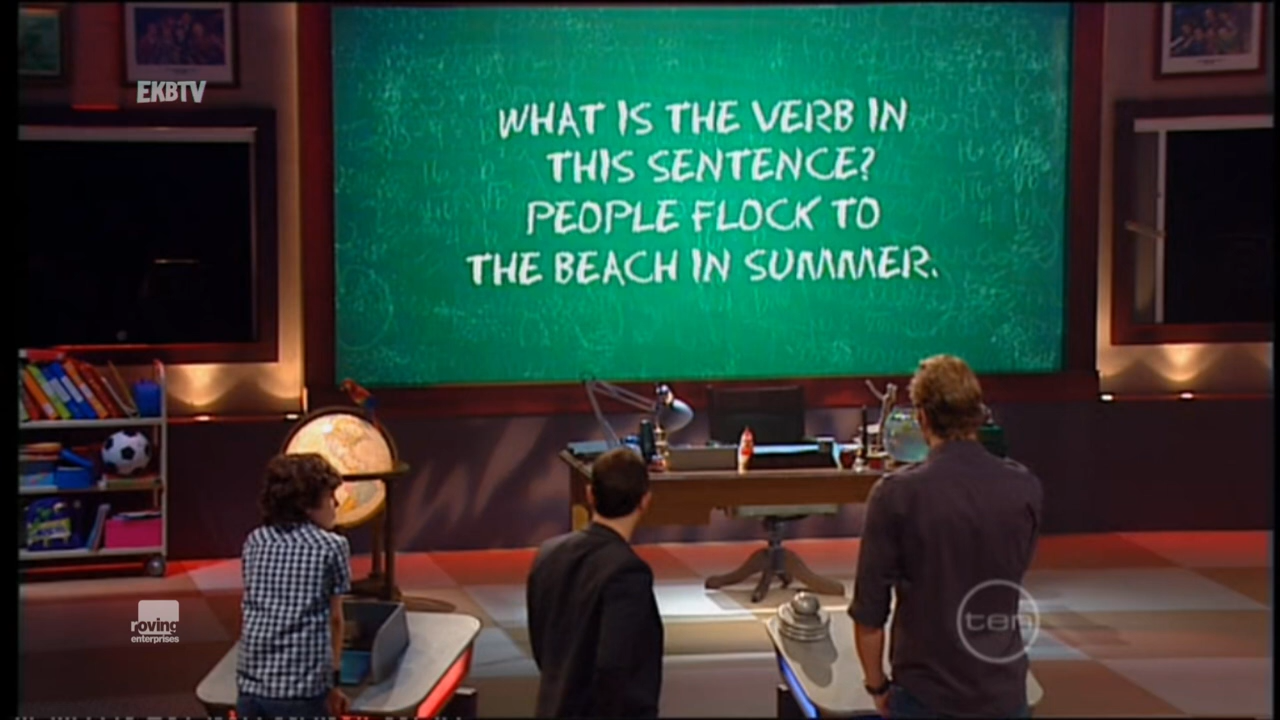 EKBTV
WHAT IS THE VERB IN
THIS SENTENCE?
PEOPLE FLOCK TO
THE BEACH IN SUMMER.
roving
enterprises
ten